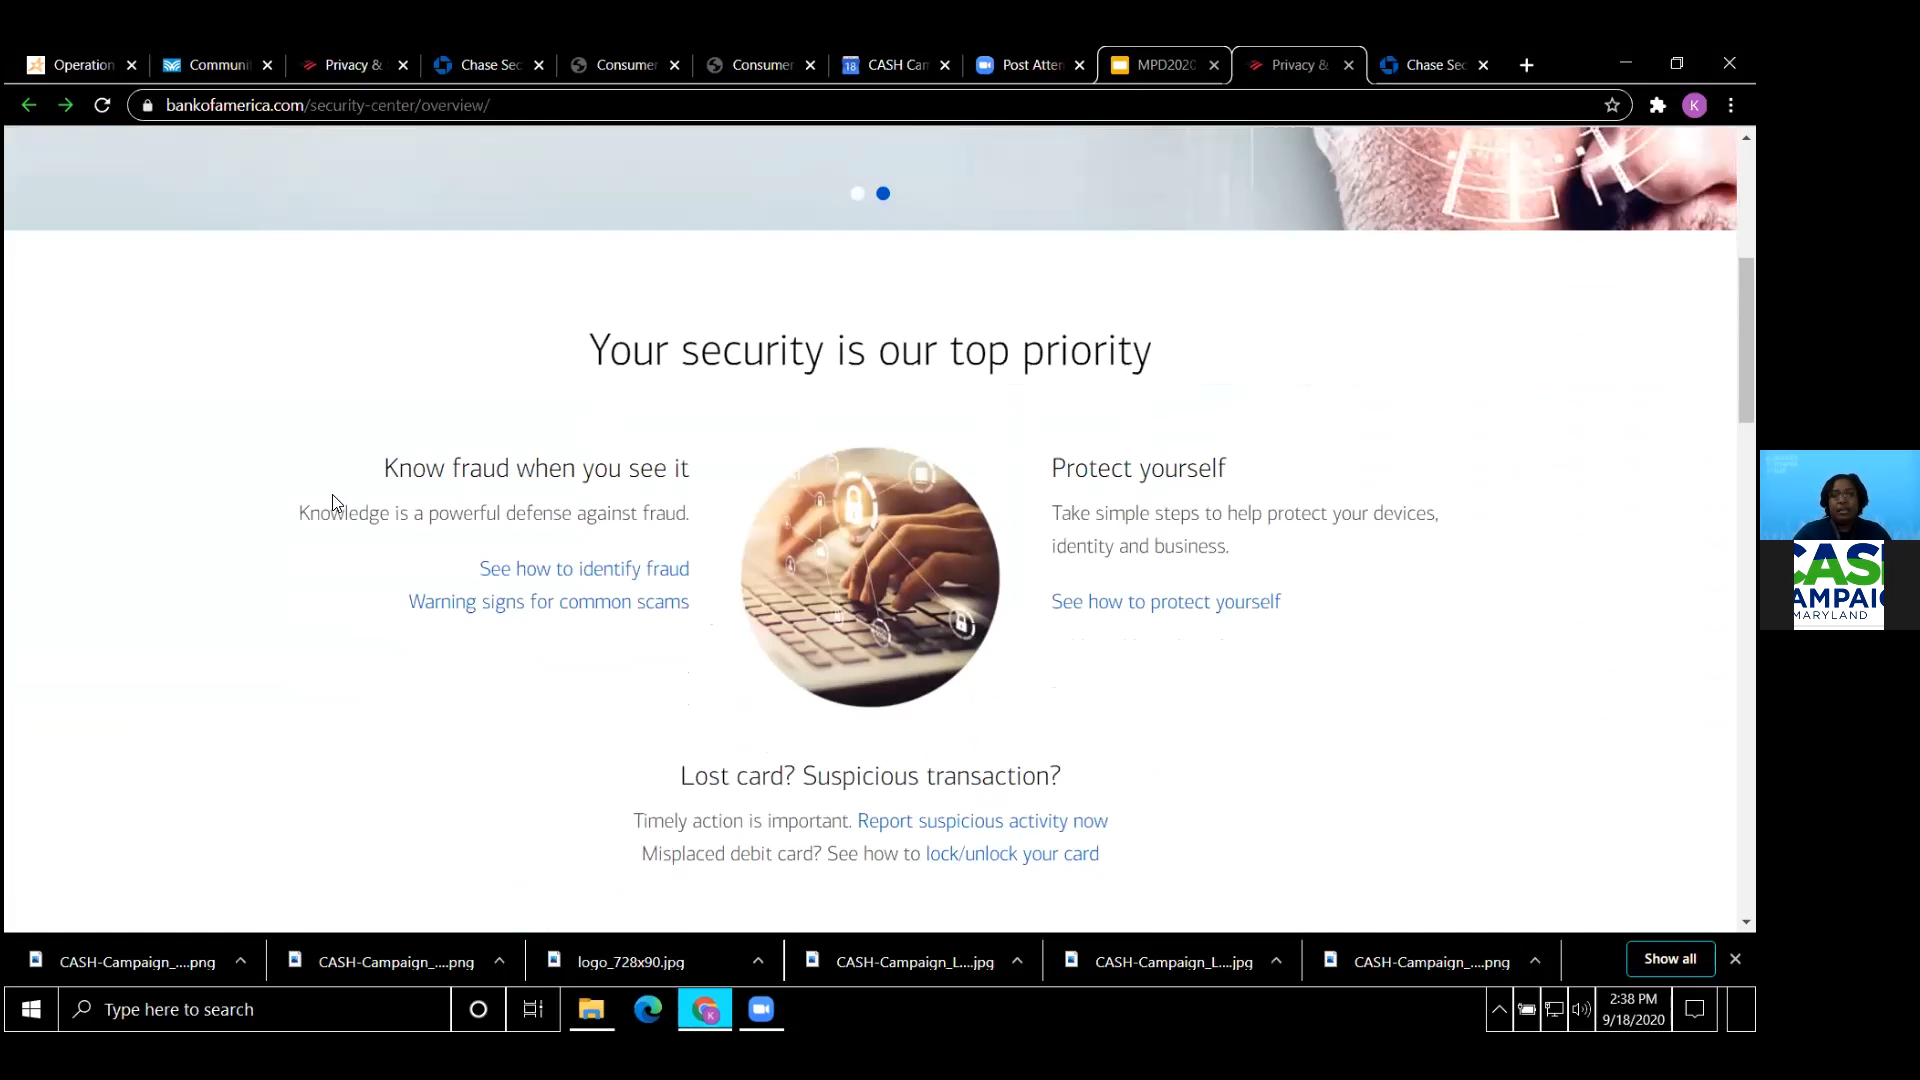 Operation
Communi
Privacy &
Chase Sec
Consumer
Consumer
18
CASH Cam
Post Atten
MPD2020
Privacy &
Chase Sec
bankofamerica.com/security-center/overview/
K
Your security is our top priority
Know fraud when you see it
Knowledge is a powerful defense against fraud.
See how to identify fraud
Warning signs for common scams
Protect yourself
Take simple steps to help protect your devices,
identity and business.
See how to protect yourself
Lost card? Suspicious transaction?
Timely action is important. Report suspicious activity now
Misplaced debit card? See how to lock/unlock your card
CAS
AMPAI
MARYLAND
CASH-Campaign_....png
CASH-Campaign_....png
logo_728x90.jpg
CASH-Campaign_L....jpg
CASH-Campaign_L....jpg
CASH-Campaign_....png
Show all
Type here to search
K
2:38 PM
9/18/2020